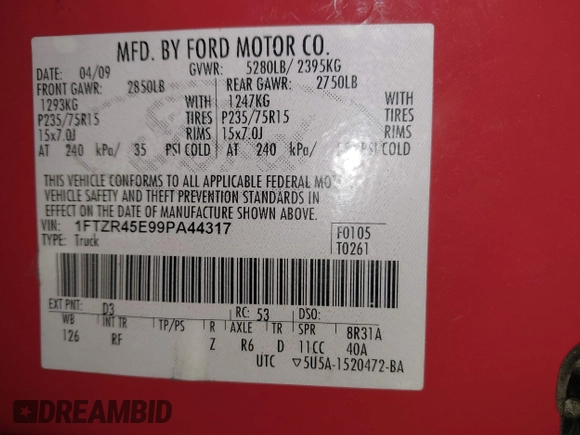 MFD. BY FORD MOTOR CO.
DATE: 04/09 GVWR: 5280LB/ 2395KG
FRONT GAWR: 2850LB REAR GAWR: 2750LB
1293KG WITH 1247KG WITH
P235/75R15 TIRES P235/75R15 TIRES
15x7.0J RIMS 15x7.0J RIMS
AT 240 kPa/ 35 PSI COLD AT 240 kPa/ PSI COLD
THIS VEHICLE CONFORMS TO ALL APPLICABLE FEDERAL
VEHICLE SAFETY AND THEFT PREVENTION STANDARDS IN
EFFECT ON THE DATE OF MANUFACTURE SHOWN ABOVE.
VIN: 1FTZR45E99PA44317 F0105
TYPE: Truck T0261
EXT PNT: D3 RC: 53 DSO:
WB INT TR TP/PS R AXLE TR SPR 8R31A
126 RF Z R6 D 11CC 40A
UTC ▽5U5A-1520472-BA
DREAMBID